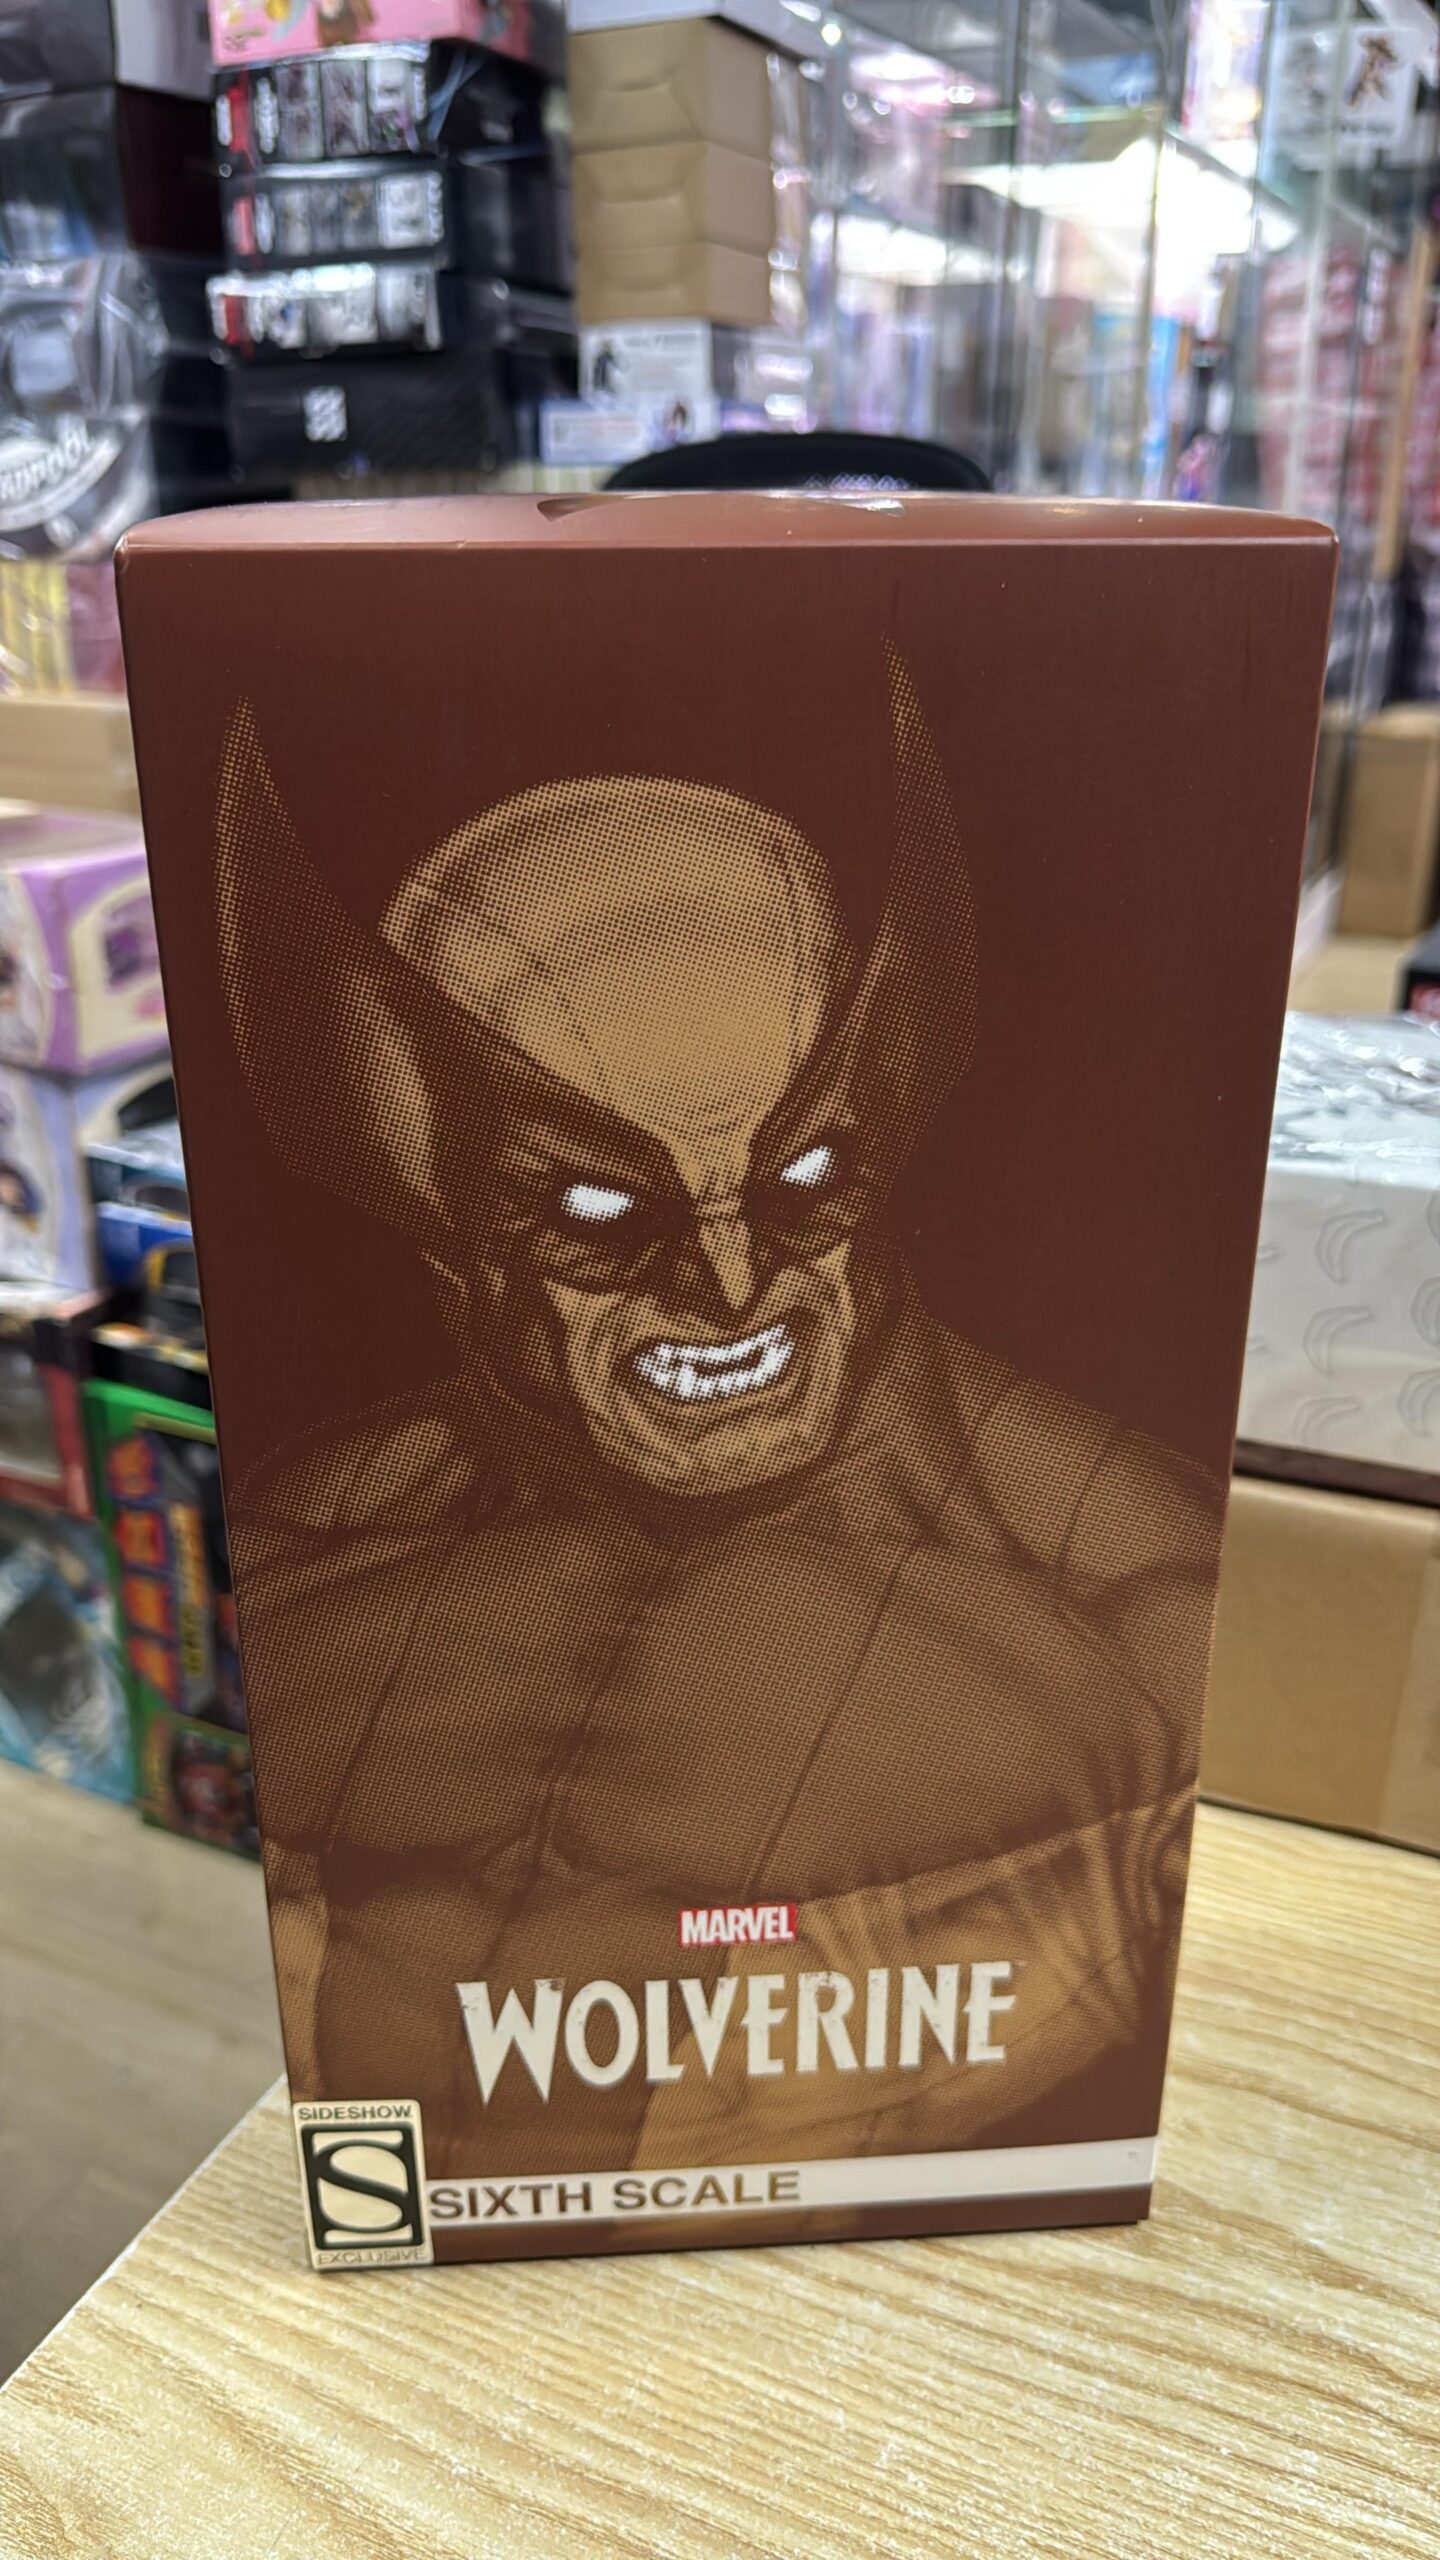 MARVEL
WOLVERINE
SIDESHOW
SIXTH SCALE
EXCLUSIVE